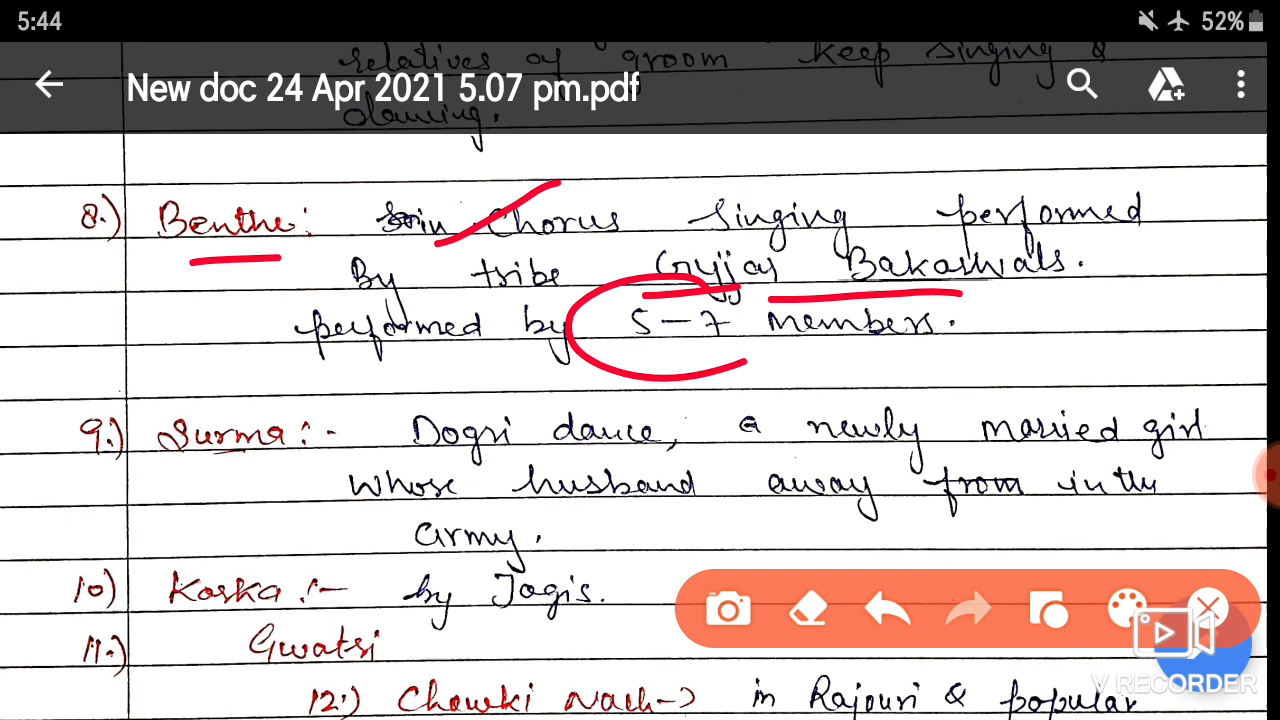 5:44
52%
relatives of groom keep singing &
New doc 24 Apr 2021 5.07 pm.pdf
8.) Benthe: in Chorus singing performed
By tribe Gujjar Bakarwals.
performed by 5-7 members.
9.) Surma:- Dogri dance, a newly married girl
whose husband away from in the
army.
10) Karka:- by Jogis.
11.) Gwatri
12.) Chowki Nach-> in Rajouri & popular
V RECORDER